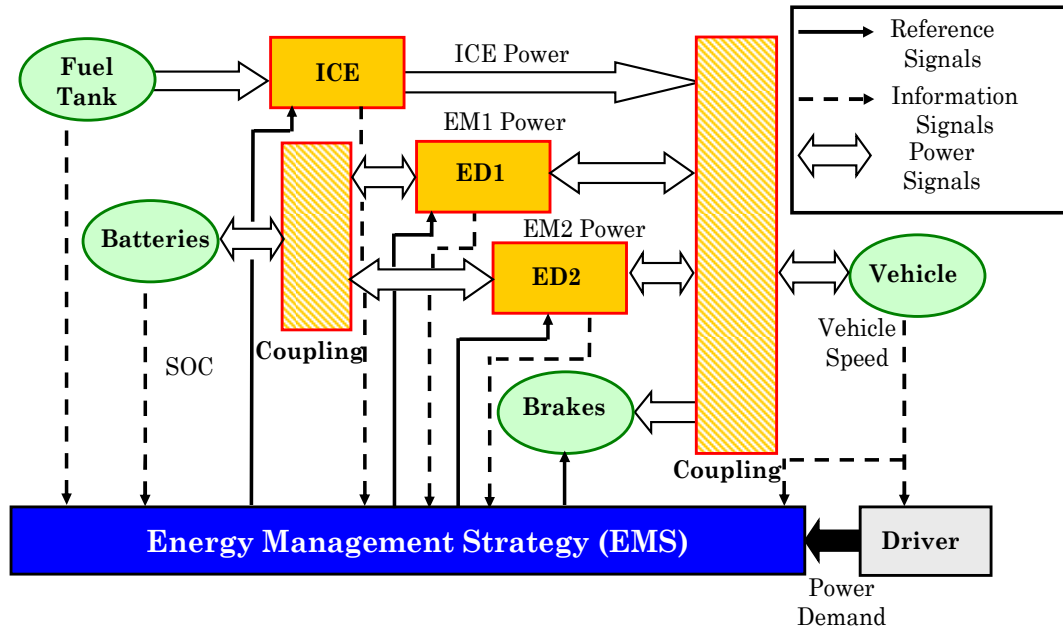 Fuel
Tank
ICE
ICE Power
Reference
Signals
Information
Signals
Power
Signals
EM1 Power
ED1
Batteries
EM2 Power
ED2
Vehicle
Coupling
Vehicle
Speed
SOC
Brakes
Coupling
Energy Management Strategy (EMS)
Driver
Power
Demand